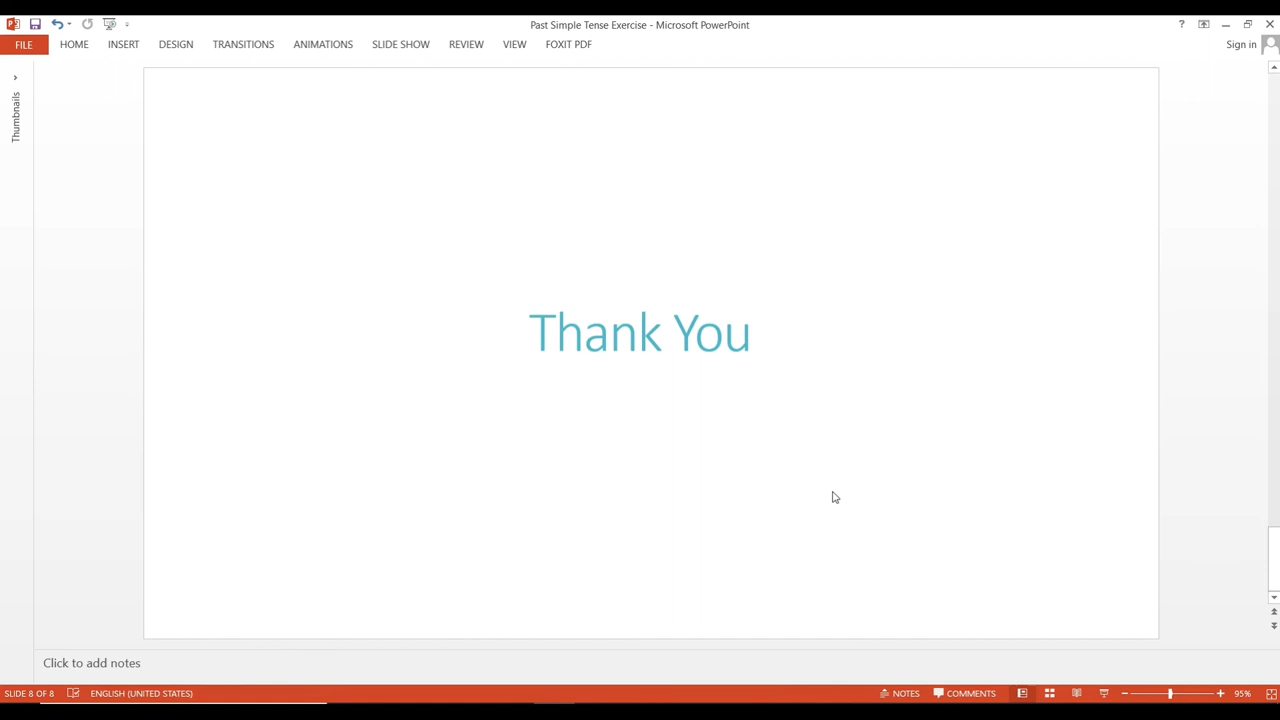 Past Simple Tense Exercise - Microsoft PowerPoint
?
FILE
HOME
INSERT
DESIGN
TRANSITIONS
ANIMATIONS
SLIDE SHOW
REVIEW
VIEW
FOXIT PDF
Sign in
Thumbnails
Thank You
Click to add notes
SLIDE 8 OF 8
ENGLISH (UNITED STATES)
NOTES
COMMENTS
95%